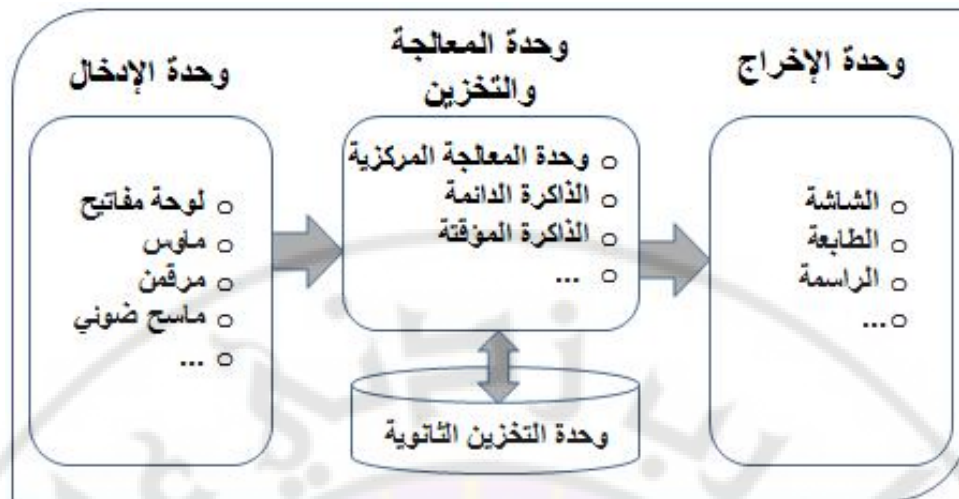 وحدة الإدخال
لوحة مفاتيح
ماوس
مرقمن
ماسح ضوئي
...
وحدة المعالجة
والتخزين
وحدة المعالجة المركزية
الذاكرة الدائمة
الذاكرة المؤقتة
...
وحدة التخزين الثانوية
وحدة الإخراج
الشاشة
الطابعة
الراسمة
...